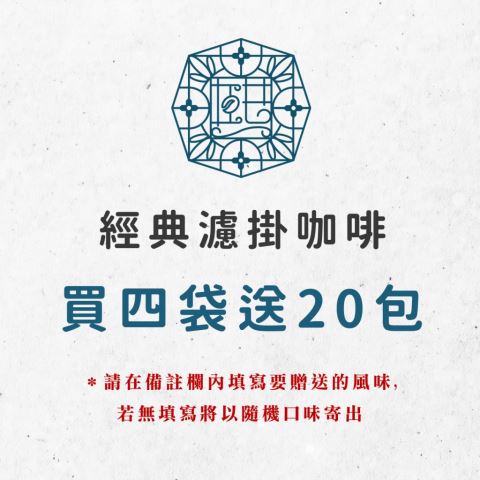 經典濾掛咖啡
買四袋送20包
*請在備註欄內填寫要贈送的風味,
若無填寫將以隨機口味寄出